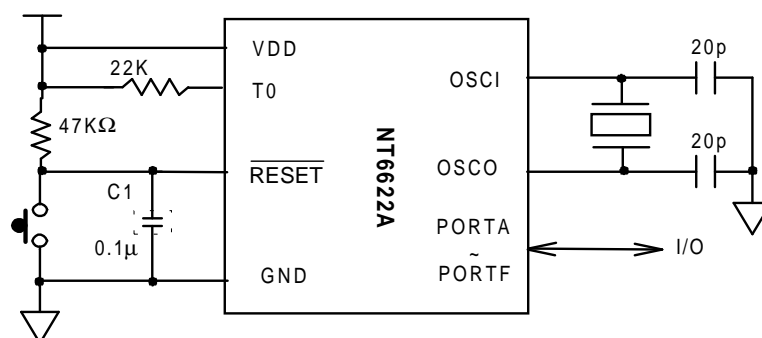 VDD
22K
T0
47KΩ
RESET
C1
0.1μ
GND
NT6622A
OSCI
OSCO
PORTA
~
PORTF
20p
20p
I/O